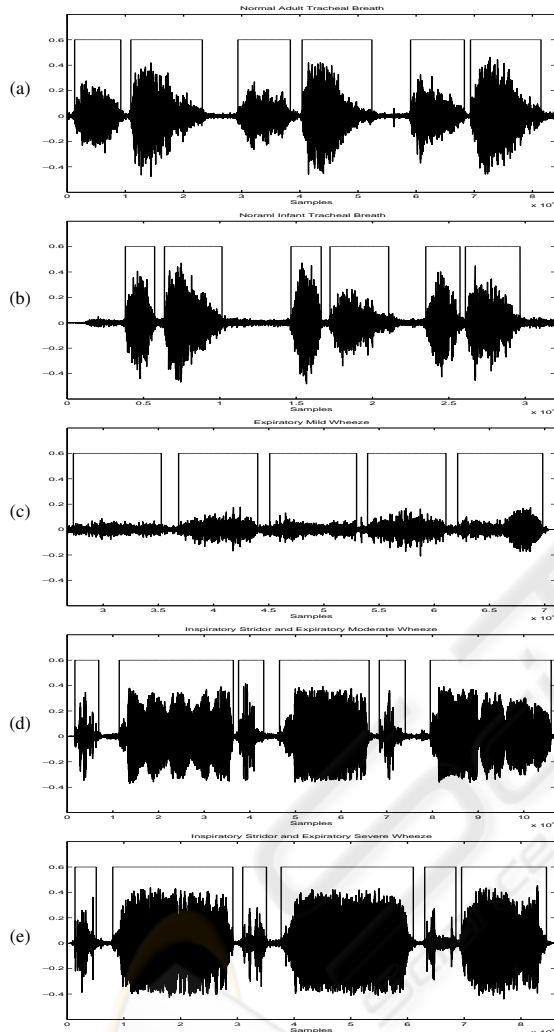 Normal Adult Tracheal Breath
(a)
0.6
0.4
0.2
0
−0.2
−0.4
0 1 2 3 4 5 6 7 8
Samples
x 10
Noraml Infant Tracheal Breath
(b)
0.6
0.4
0.2
0
−0.2
−0.4
0 0.5 1 1.5 2 2.5 3
Samples
x 10
Expiratory Mild Wheeze
(c)
0.6
0.4
0.2
0
−0.2
−0.4
3 3.5 4 4.5 5 5.5 6 6.5 7
Samples
x 10
Inspiratory Stridor and Expiratory Moderate Wheeze
(d)
0.6
0.4
0.2
0
−0.2
−0.4
0 1 2 3 4 5 6 7 8 9 10
Samples
x 10
Inspiratory Stridor and Expiratory Severe Wheeze
(e)
0.6
0.4
0.2
0
−0.2
−0.4
0 1 2 3 4 5 6 7 8
Samples
x 10